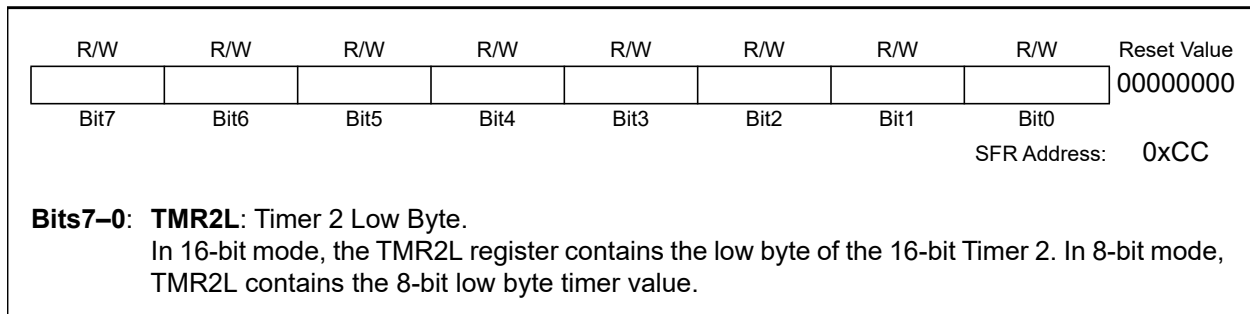 R/W R/W R/W R/W R/W R/W R/W R/W Reset Value
00000000
Bit7 Bit6 Bit5 Bit4 Bit3 Bit2 Bit1 Bit0
SFR Address: 0xCC
Bits7–0: TMR2L: Timer 2 Low Byte.
In 16-bit mode, the TMR2L register contains the low byte of the 16-bit Timer 2. In 8-bit mode,
TMR2L contains the 8-bit low byte timer value.